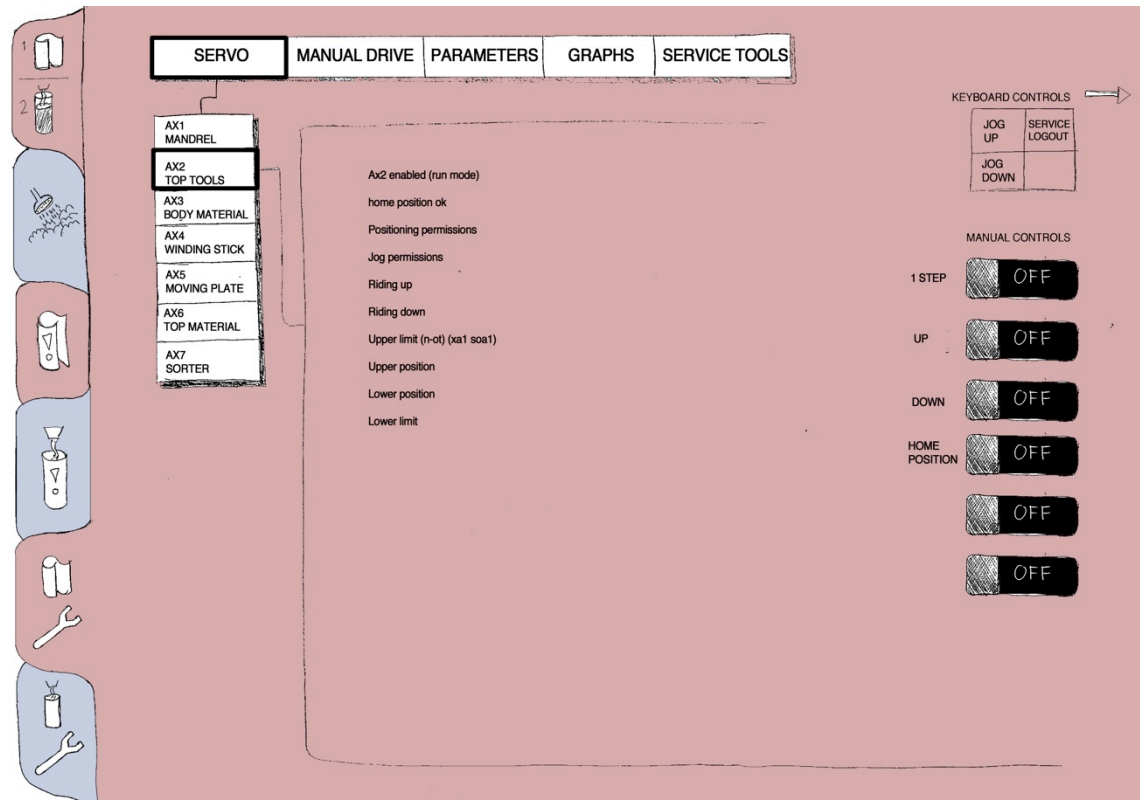 1
2
SERVO
MANUAL DRIVE
PARAMETERS
GRAPHS
SERVICE TOOLS
AX1
MANDREL
AX2
TOP TOOLS
AX3
BODY MATERIAL
AX4
WINDING STICK
AX5
MOVING PLATE
AX6
TOP MATERIAL
AX7
SORTER
Ax2 enabled (run mode)
home position ok
Positioning permissions
Jog permissions
Riding up
Riding down
Upper limit (n-ot) (xa1 soa1)
Upper position
Lower position
Lower limit
KEYBOARD CONTROLS
JOG
UP
SERVICE
LOGOUT
JOG
DOWN
MANUAL CONTROLS
1 STEP
OFF
UP
OFF
DOWN
OFF
HOME
POSITION
OFF
OFF
OFF